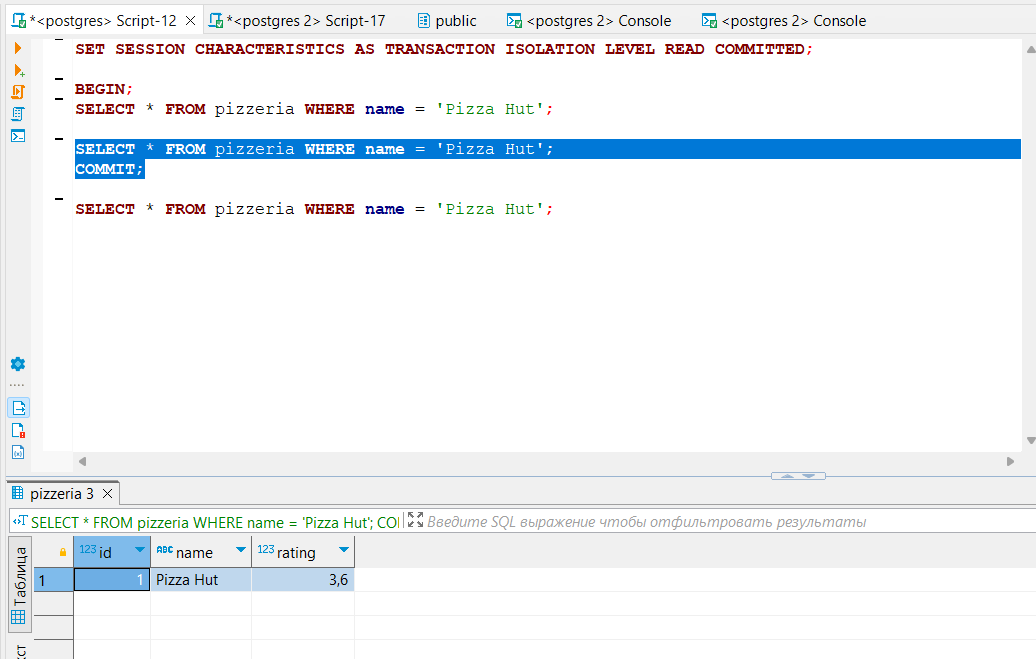 *<postgres> Script-12
*<postgres 2> Script-17
public
<postgres 2> Console
<postgres 2> Console
SET SESSION CHARACTERISTICS AS TRANSACTION ISOLATION LEVEL READ COMMITTED;
BEGIN;
SELECT * FROM pizzeria WHERE name = 'Pizza Hut';
SELECT * FROM pizzeria WHERE name = 'Pizza Hut';
COMMIT;
SELECT * FROM pizzeria WHERE name = 'Pizza Hut';
pizzeria 3
SELECT * FROM pizzeria WHERE name = 'Pizza Hut'; COI
Введите SQL выражение чтобы отфильтровать результаты
Таблица
123 id
ABC name
123 rating
1
1
Pizza Hut
3,6